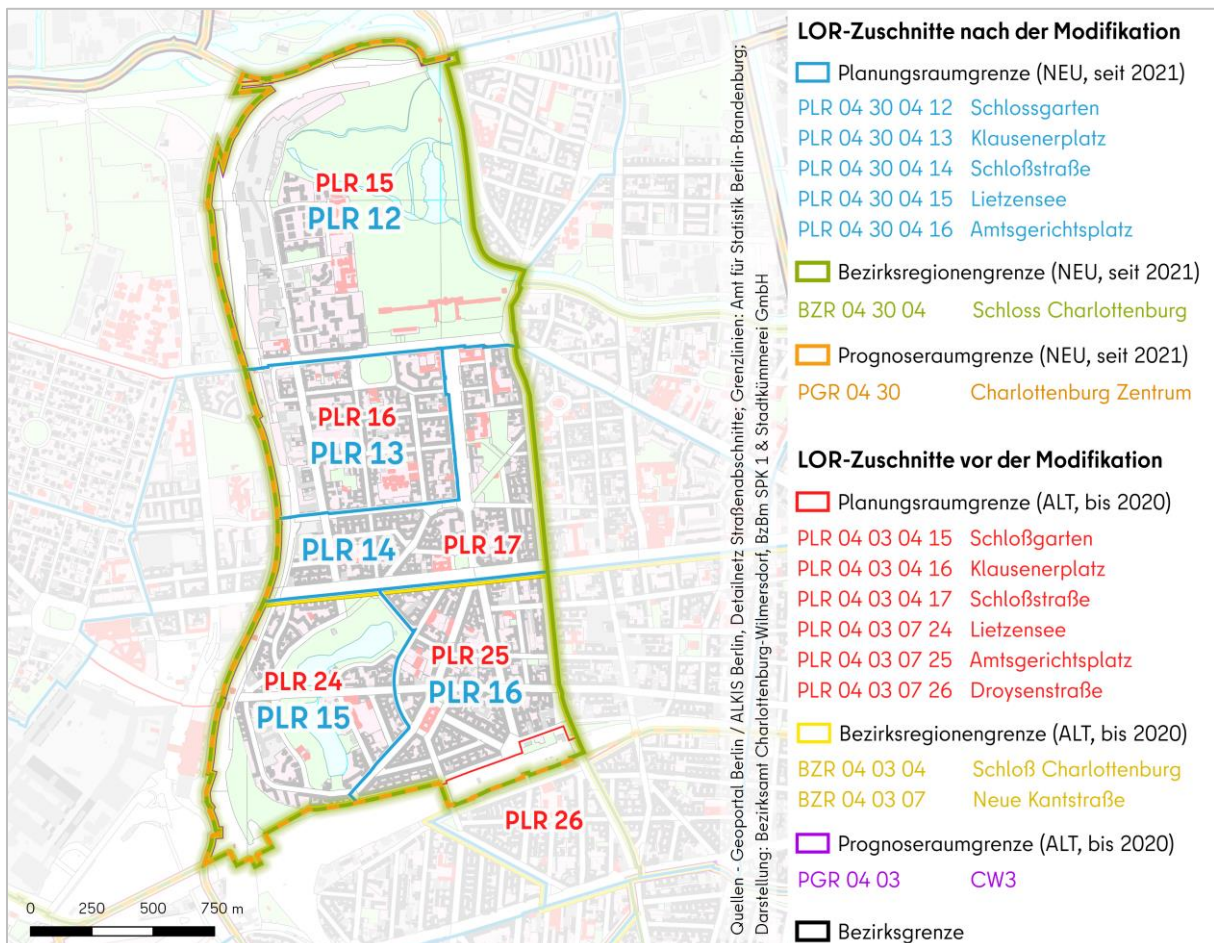 PLR 15
PLR 12
PLR 16
PLR 13
PLR 14
PLR 17
PLR 24
PLR 15
PLR 25
PLR 16
PLR 26
0 250 500 750 m
Quellen - Geoportal Berlin / ALKIS Berlin, Detailnetz Straßenabschnitte; Grenzlinien: Amt für Statistik Berlin-Brandenburg;
Darstellung: Bezirksamt Charlottenburg-Wilmersdorf, BzBm SPK 1 & Stadtkümmerei GmbH
LOR-Zuschnitte nach der Modifikation
Planungsraumgrenze (NEU, seit 2021)
PLR 04 30 04 12 Schlossgarten
PLR 04 30 04 13 Klausenerplatz
PLR 04 30 04 14 Schloßstraße
PLR 04 30 04 15 Lietzensee
PLR 04 30 04 16 Amtsgerichtsplatz
Bezirksregionengrenze (NEU, seit 2021)
BZR 04 30 04 Schloss Charlottenburg
Prognoseraumgrenze (NEU, seit 2021)
PGR 04 30 Charlottenburg Zentrum
LOR-Zuschnitte vor der Modifikation
Planungsraumgrenze (ALT, bis 2020)
PLR 04 03 04 15 Schloßgarten
PLR 04 03 04 16 Klausenerplatz
PLR 04 03 04 17 Schloßstraße
PLR 04 03 07 24 Lietzensee
PLR 04 03 07 25 Amtsgerichtsplatz
PLR 04 03 07 26 Droysenstraße
Bezirksregionengrenze (ALT, bis 2020)
BZR 04 03 04 Schloß Charlottenburg
BZR 04 03 07 Neue Kantstraße
Prognoseraumgrenze (ALT, bis 2020)
PGR 04 03 CW3
Bezirksgrenze